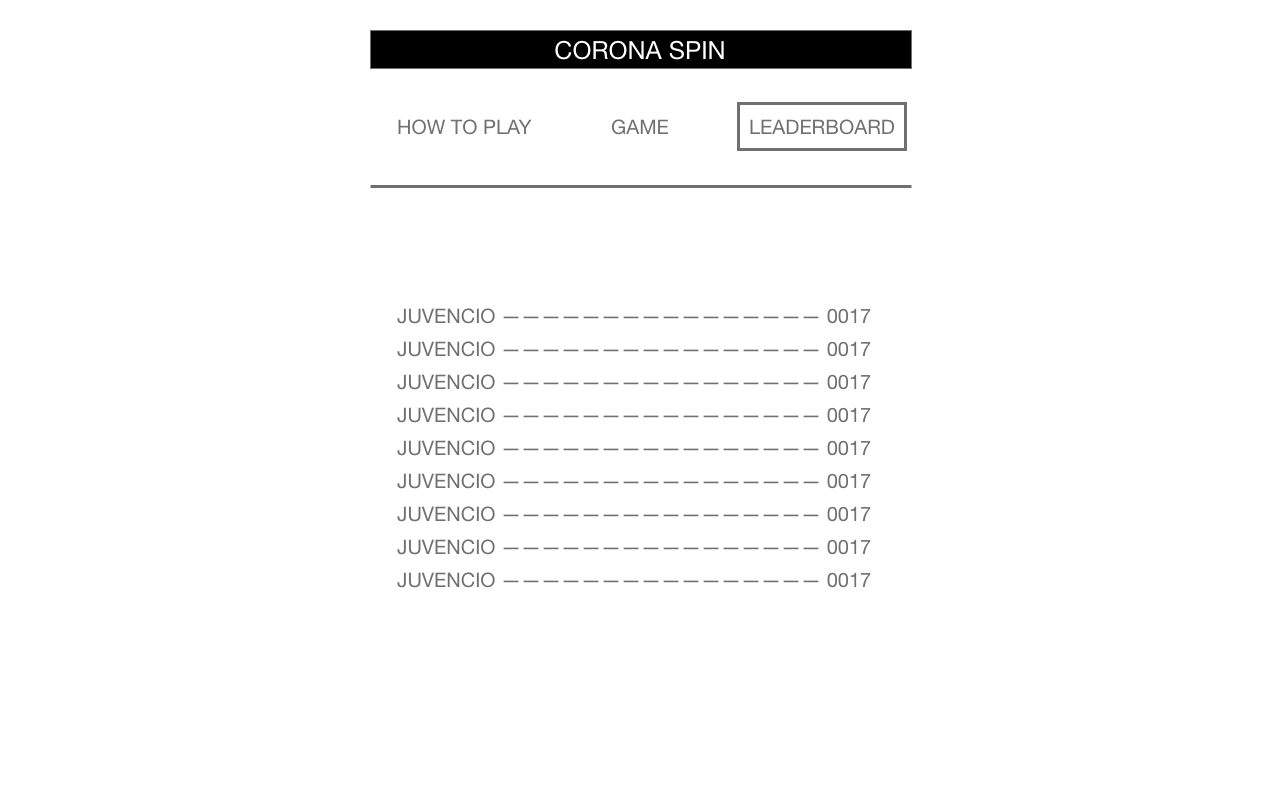 CORONA SPIN
HOW TO PLAY GAME LEADERBOARD
JUVENCIO — — — — — — — — — — — — — — — — 0017
JUVENCIO — — — — — — — — — — — — — — — — 0017
JUVENCIO — — — — — — — — — — — — — — — — 0017
JUVENCIO — — — — — — — — — — — — — — — — 0017
JUVENCIO — — — — — — — — — — — — — — — — 0017
JUVENCIO — — — — — — — — — — — — — — — — 0017
JUVENCIO — — — — — — — — — — — — — — — — 0017
JUVENCIO — — — — — — — — — — — — — — — — 0017
JUVENCIO — — — — — — — — — — — — — — — — 0017